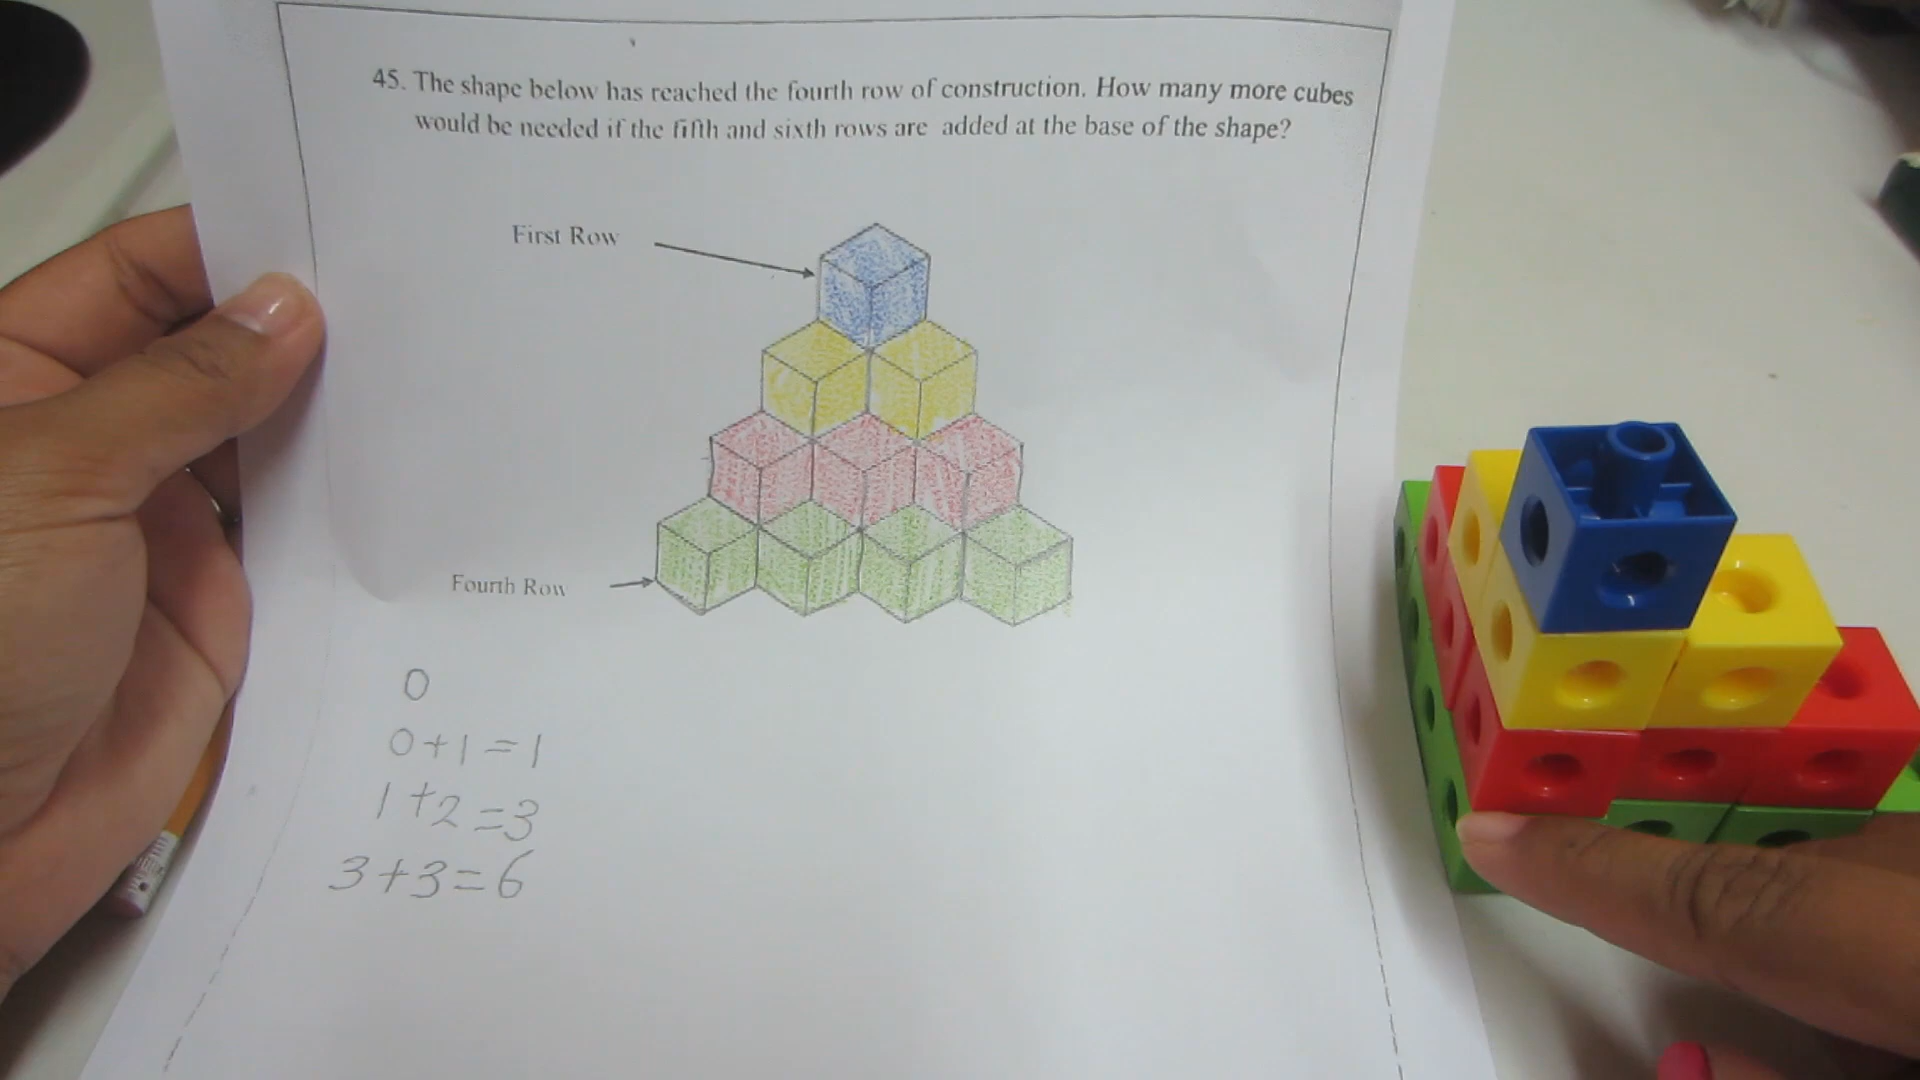 45. The shape below has reached the fourth row of construction. How many more cubes
would be needed if the fifth and sixth rows are added at the base of the shape?
First Row
Fourth Row
0
0+1=1
1+2=3
3+3=6